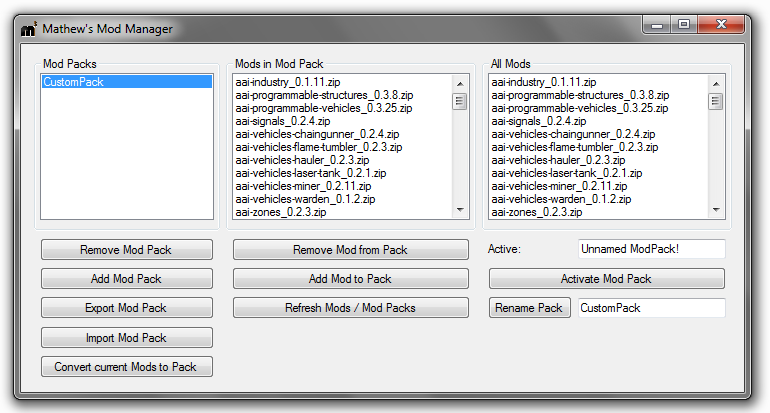 Mathew's Mod Manager
Mod Packs
CustomPack
Mods in Mod Pack
aai-industry_0.1.11.zip
aai-programmable-structures_0.3.8.zip
aai-programmable-vehicles_0.3.25.zip
aai-signals_0.2.4.zip
aai-vehicles-chaingunner_0.2.4.zip
aai-vehicles-flame-tumbler_0.2.3.zip
aai-vehicles-hauler_0.2.3.zip
aai-vehicles-laser-tank_0.2.1.zip
aai-vehicles-miner_0.2.11.zip
aai-vehicles-warden_0.1.2.zip
aai-zones_0.2.3.zip
All Mods
aai-industry_0.1.11.zip
aai-programmable-structures_0.3.8.zip
aai-programmable-vehicles_0.3.25.zip
aai-signals_0.2.4.zip
aai-vehicles-chaingunner_0.2.4.zip
aai-vehicles-flame-tumbler_0.2.3.zip
aai-vehicles-hauler_0.2.3.zip
aai-vehicles-laser-tank_0.2.1.zip
aai-vehicles-miner_0.2.11.zip
aai-vehicles-warden_0.1.2.zip
aai-zones_0.2.3.zip
Remove Mod Pack
Add Mod Pack
Export Mod Pack
Import Mod Pack
Convert current Mods to Pack
Remove Mod from Pack
Add Mod to Pack
Refresh Mods / Mod Packs
Active: Unnamed ModPack!
Activate Mod Pack
Rename Pack CustomPack